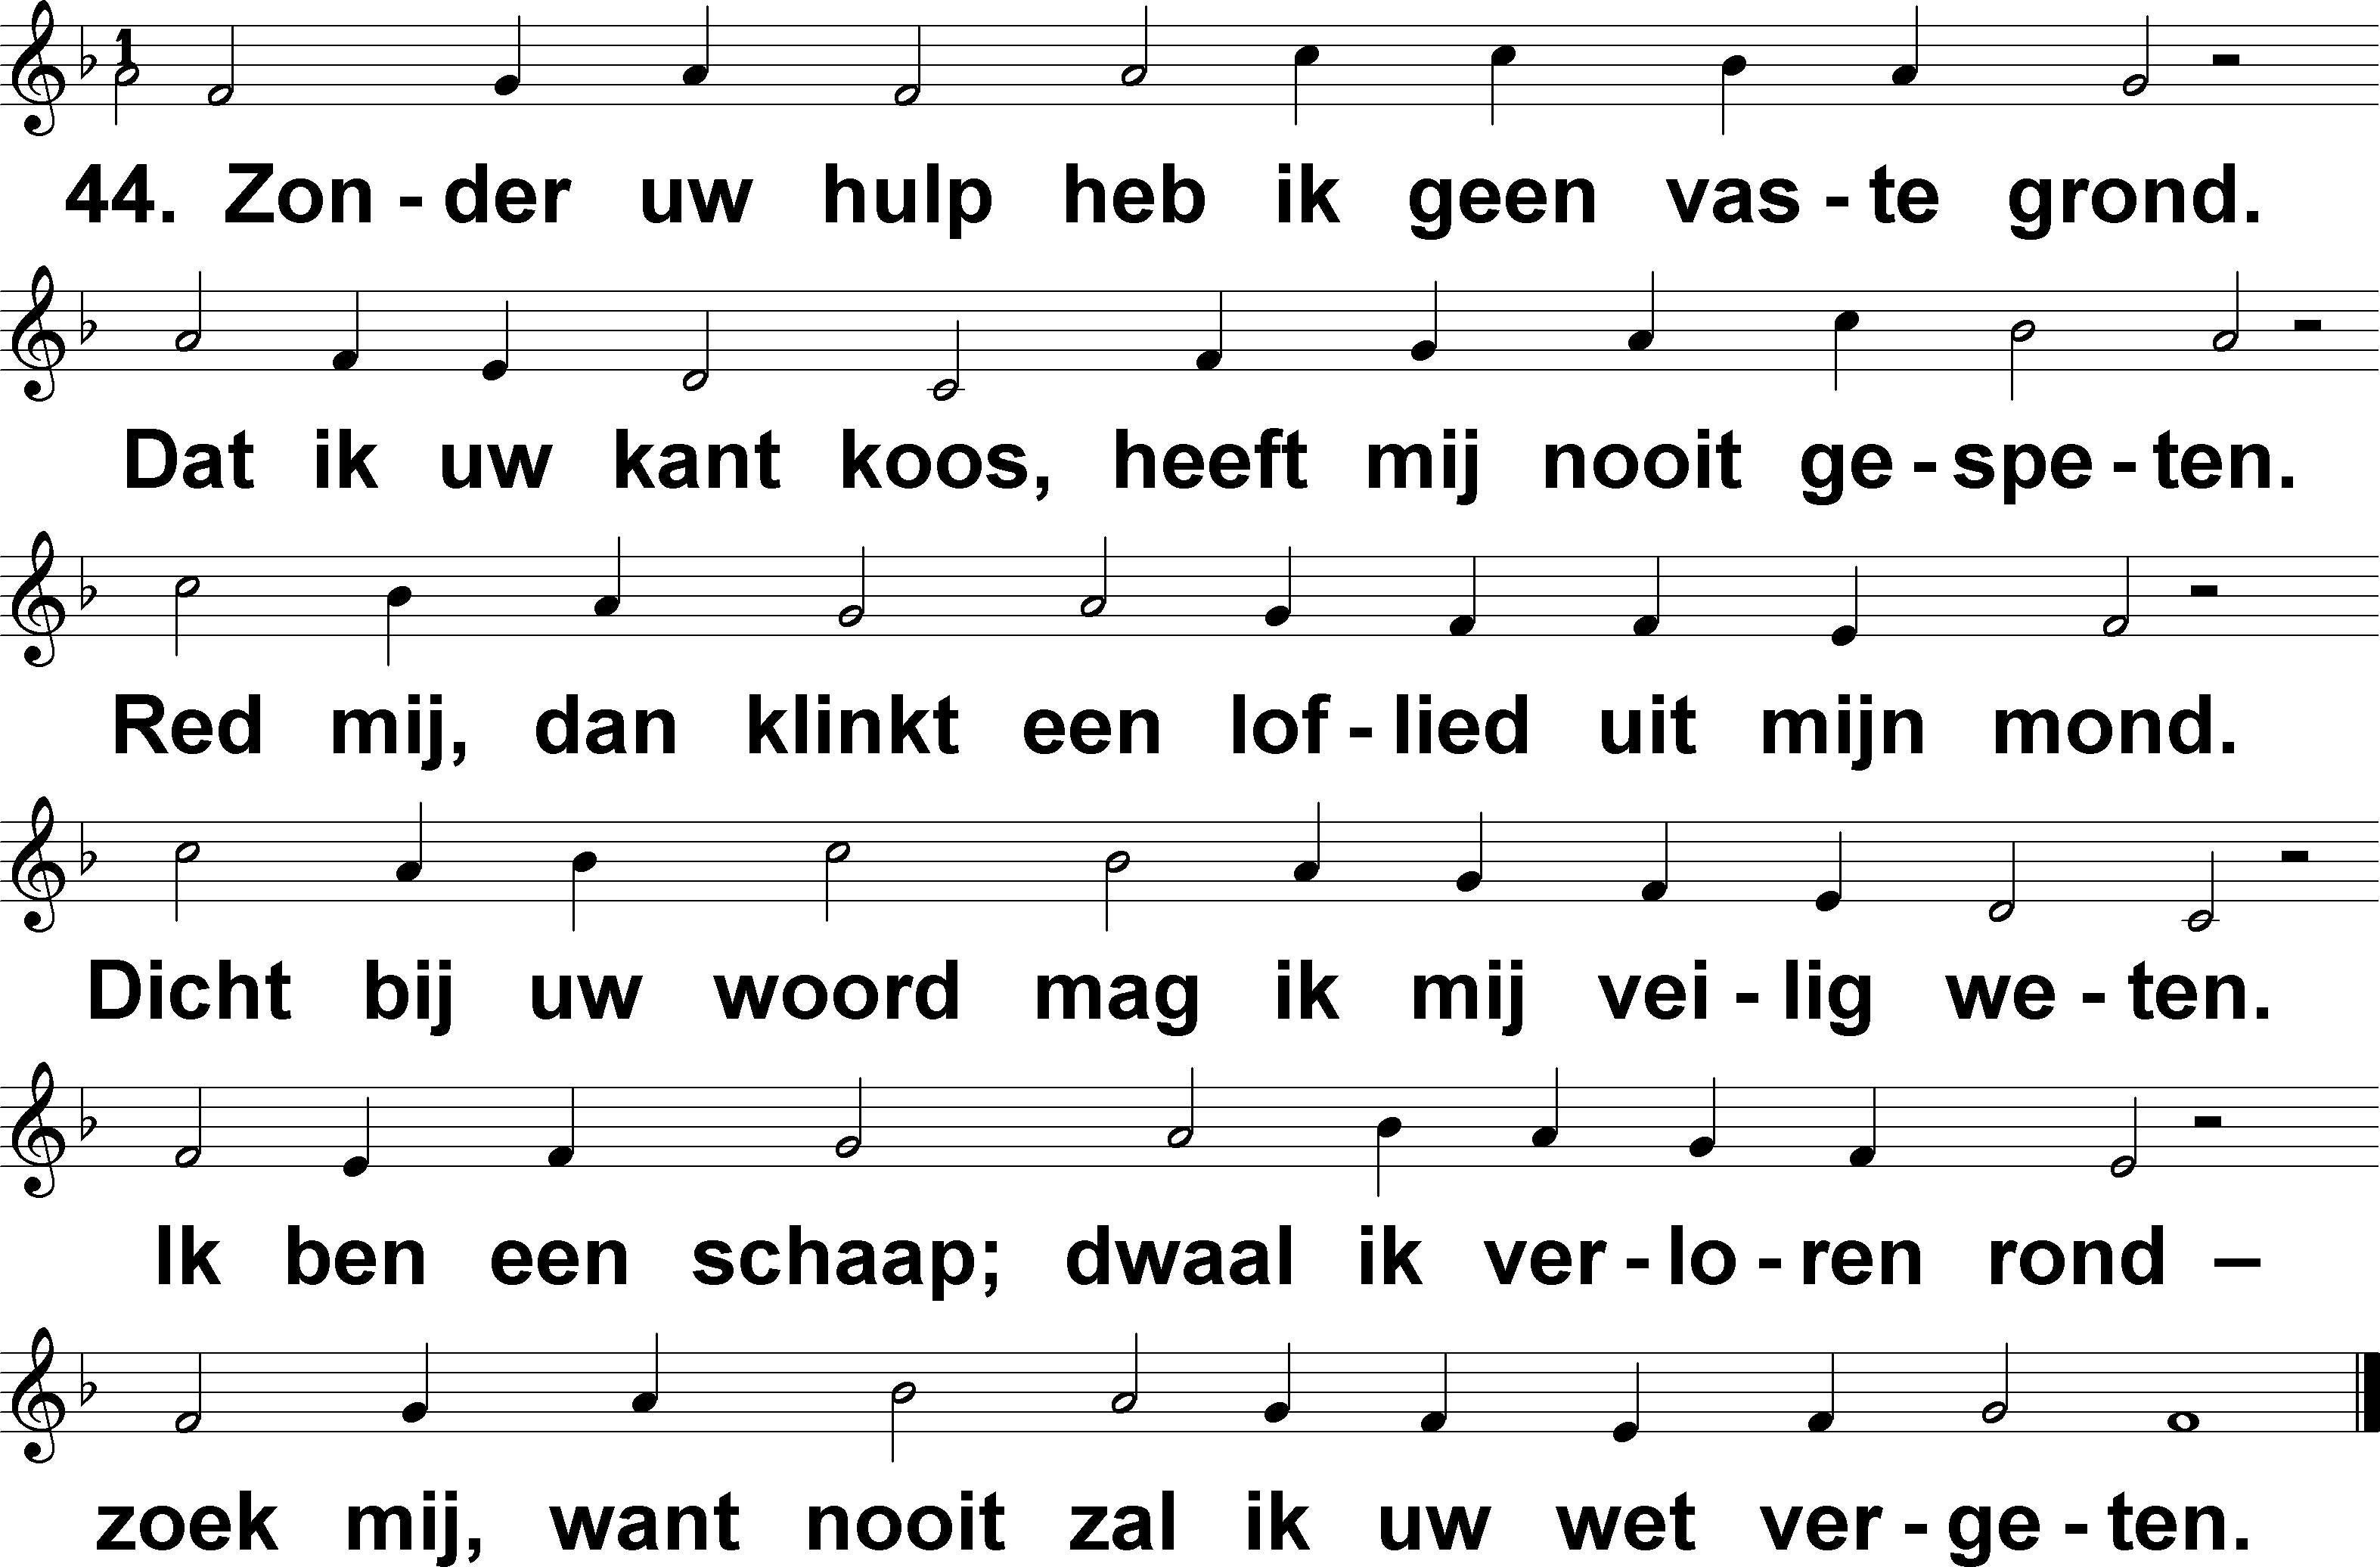 1
44. Zon - der uw hulp heb ik geen vas - te grond.
Dat ik uw kant koos, heeft mij nooit ge - spe - ten.
Red mij, dan klinkt een lof - lied uit mijn mond.
Dicht bij uw woord mag ik mij vei - lig we - ten.
Ik ben een schaap; dwaal ik ver - lo - ren rond –
zoek mij, want nooit zal ik uw wet ver - ge - ten.